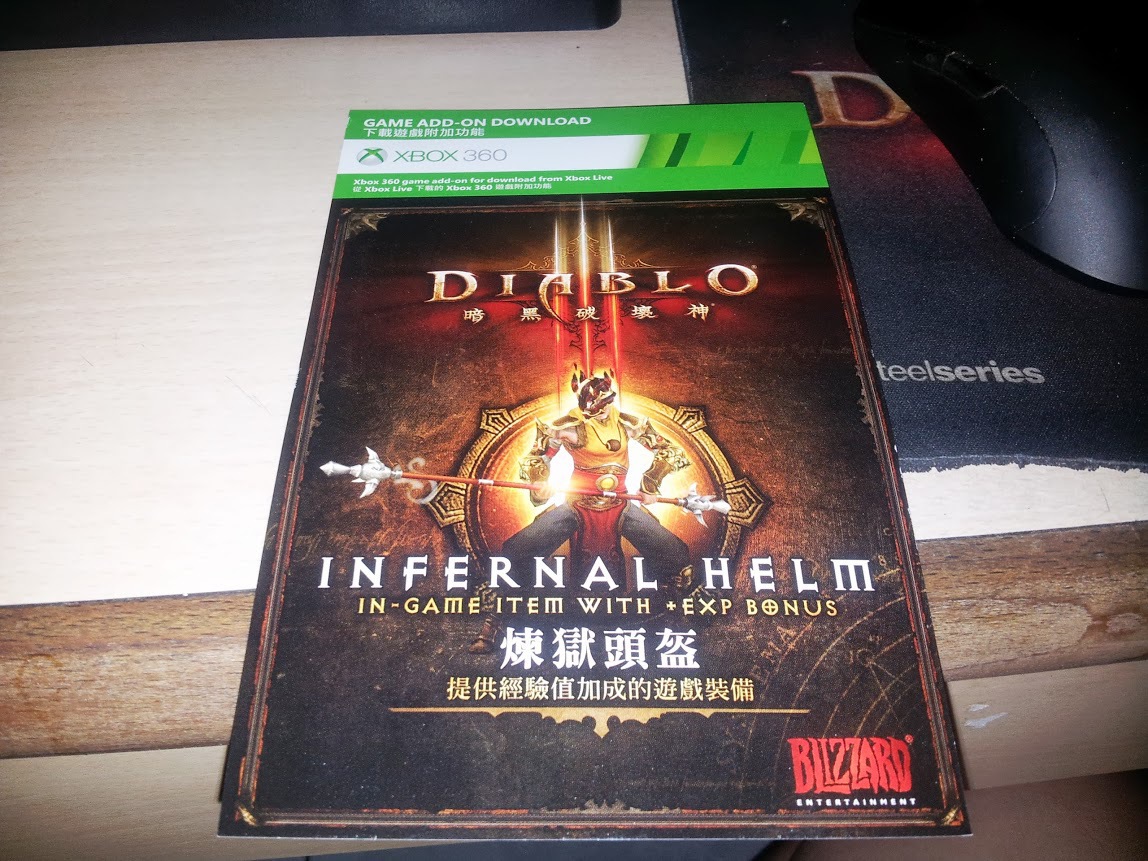 GAME ADD-ON DOWNLOAD
下載遊戲附加功能
XBOX 360
Xbox 360 game add-on for download from Xbox Live
從 Xbox Live 下載的 Xbox 360 遊戲附加功能
D
DIABLO®
暗黑破壞神®
teelseries
INFERNAL HELM
IN-GAME ITEM WITH +EXP BONUS
煉獄頭盔
提供經驗值加成的遊戲裝備
BLIZZARD®
ENTERTAINMENT